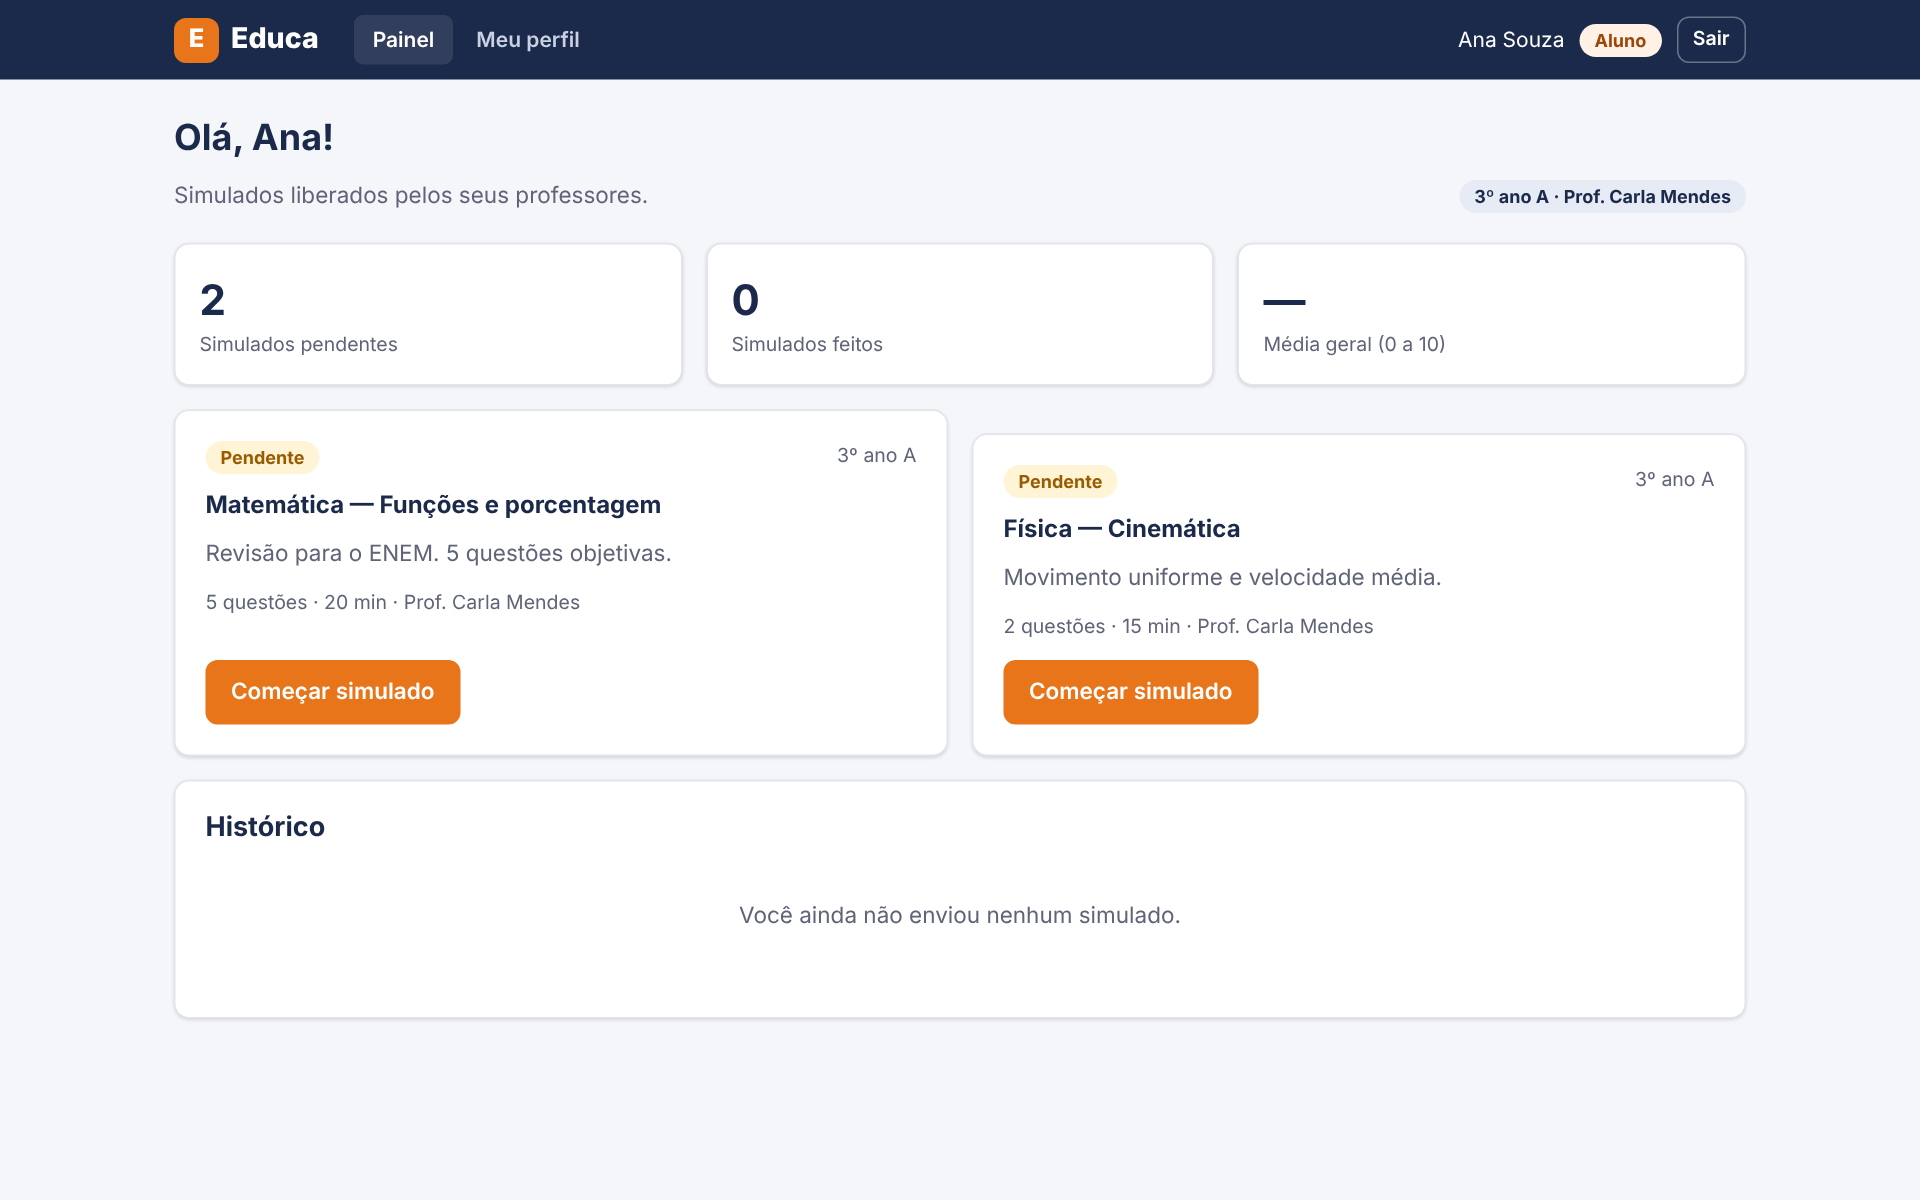 E Educa Painel Meu perfil Ana Souza Aluno Sair
Olá, Ana!
Simulados liberados pelos seus professores.
3º ano A · Prof. Carla Mendes
2
Simulados pendentes
0
Simulados feitos
—
Média geral (0 a 10)
Pendente 3º ano A
Matemática — Funções e porcentagem
Revisão para o ENEM. 5 questões objetivas.
5 questões · 20 min · Prof. Carla Mendes
Começar simulado
Pendente 3º ano A
Física — Cinemática
Movimento uniforme e velocidade média.
2 questões · 15 min · Prof. Carla Mendes
Começar simulado
Histórico
Você ainda não enviou nenhum simulado.